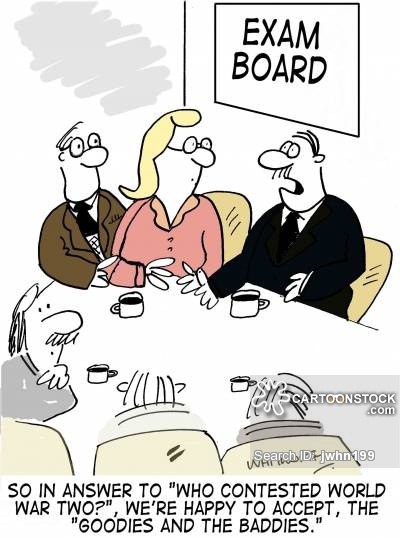 EXAM
BOARD
CARTOONSTOCK
.com
Search ID: jwhn199
SO IN ANSWER TO "WHO CONTESTED WORLD
WAR TWO?", WE'RE HAPPY TO ACCEPT, THE
"GOODIES AND THE BADDIES."